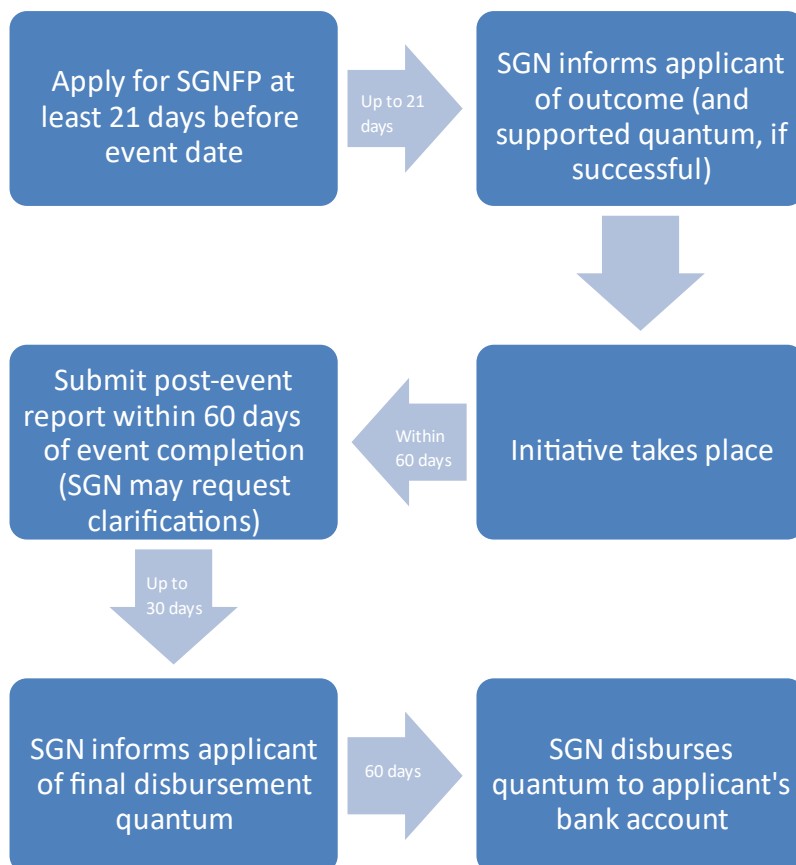 Apply for SGNFP at
least 21 days before
event date
Up to 21
days
SGN informs applicant
of outcome (and
supported quantum, if
successful)
Initiative takes place
Within
60 days
Submit post-event
report within 60 days
of event completion
(SGN may request
clarifications)
Up to
30 days
SGN informs applicant
of final disbursement
quantum
60 days
SGN disburses
quantum to applicant's
bank account